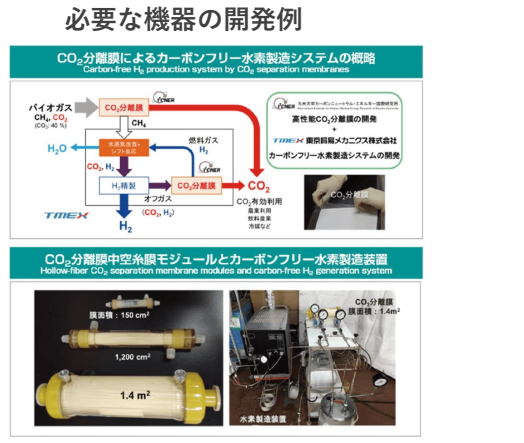 必要な機器の開発例
CO₂分離膜によるカーボンフリー水素製造システムの概略
Carbon-free H₂ production system by CO₂ separation membranes
バイオガス
CH₄, CO₂
(CO₂: 40 %)
CO₂分離膜
I²CNER
CH₄
H₂O
水蒸気改質+
シフト反応
燃料ガス
H₂
I²CNER
CO₂, H₂
H₂精製
CO₂分離膜
CO₂
オフガス
(CO₂, H₂)
CO₂有効利用
農業利用
飲料産業
冷媒など
TMEX
H₂
I²CNER
九州大学カーボンニュートラル・エネルギー国際研究所
高性能CO₂分離膜の開発
+
TMEX 東京貿易メカニクス株式会社
カーボンフリー水素製造システムの開発
CO₂分離膜
CO₂分離膜中空糸膜モジュールとカーボンフリー水素製造装置
Hollow-fiber CO₂ separation membrane modules and carbon-free H₂ generation system
膜面積：150 cm²
1,200 cm²
1.4 m²
CO₂分離膜
膜面積：1.4m²
水素製造装置